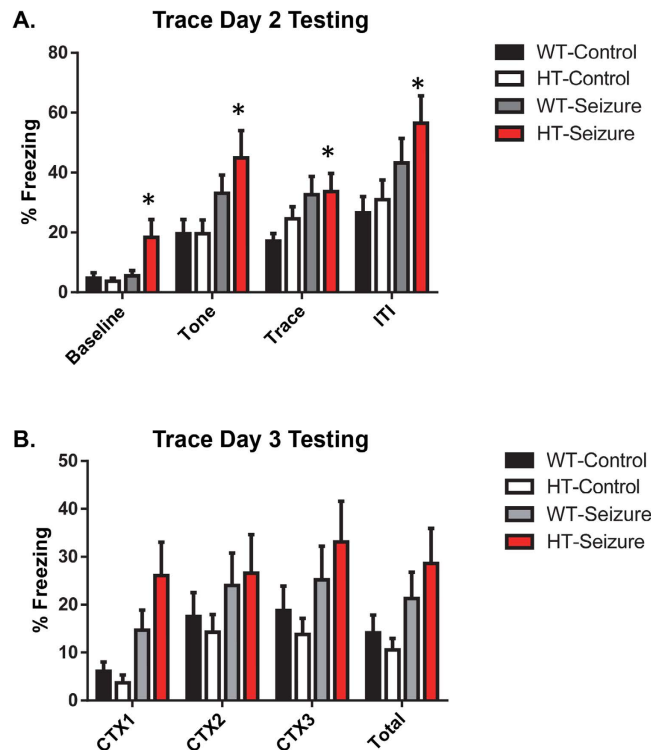 A.
Trace Day 2 Testing
% Freezing
80
60
40
20
0
*
*
*
*
Baseline
Tone
Trace
ITI
WT-Control
HT-Control
WT-Seizure
HT-Seizure
B.
Trace Day 3 Testing
% Freezing
50
40
30
20
10
0
CTX1
CTX2
CTX3
Total
WT-Control
HT-Control
WT-Seizure
HT-Seizure